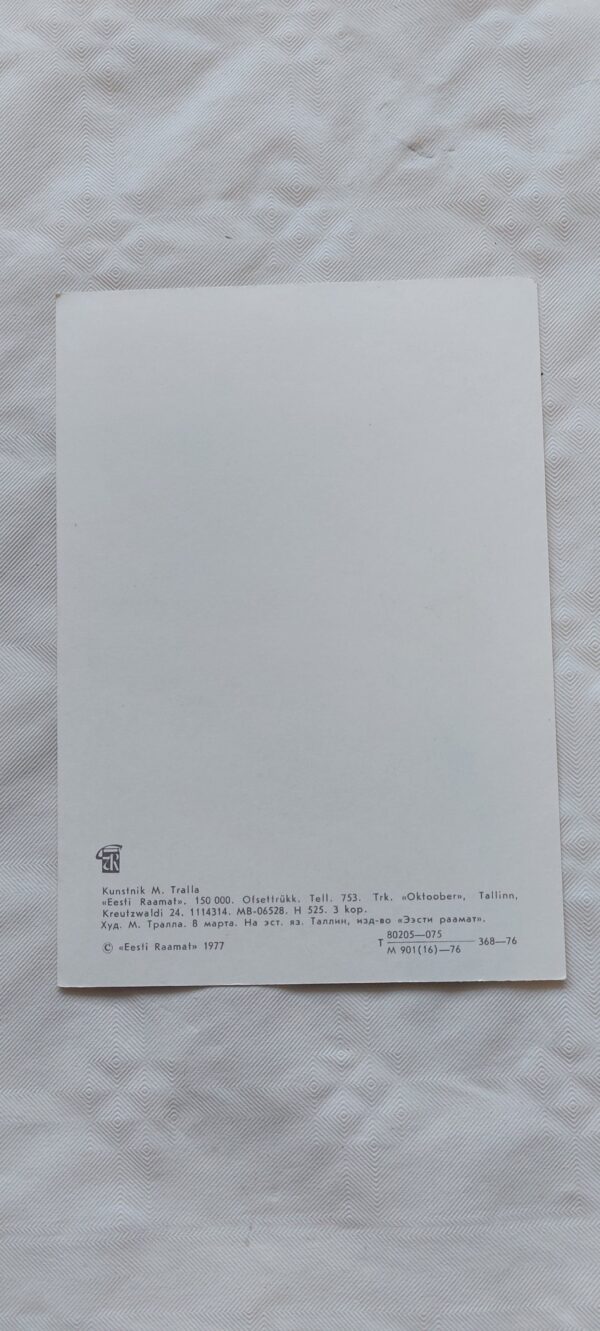 Kunstnik M. Tralla
«Eesti Raamat». 150 000. Ofsettrükk. Tell. 753. Trk. «Oktoober», Tallinn,
Kreutzwaldi 24. 1114314. MB-06528. H 525. 3 kop.
Худ. М. Тралла. 8 марта. На эст. яз. Таллин, изд-во «Ээсти раамат».
© «Eesti Raamat» 1977
Т 80205—075 368—76
М 901(16)—76